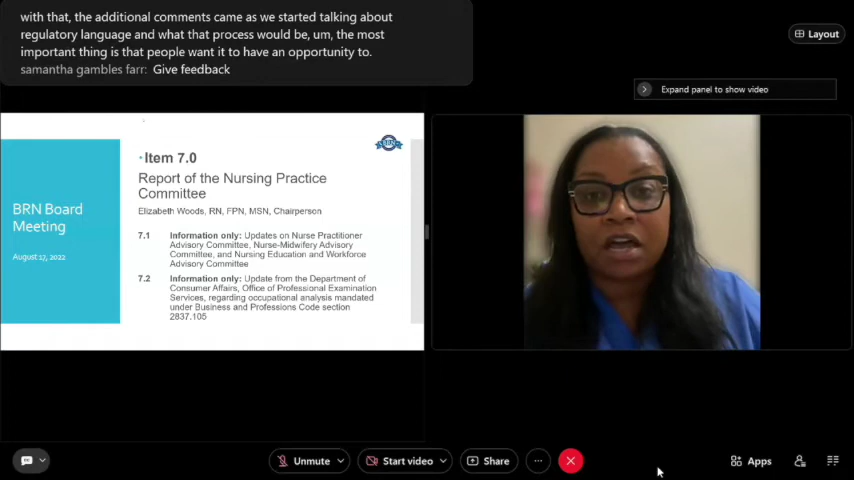 with that, the additional comments came as we started talking about
regulatory language and what that process would be, um, the most
important thing is that people want it to have an opportunity to.
samantha gambles farr: Give feedback
Layout
Expand panel to show video
BRN
•Item 7.0
Report of the Nursing Practice
Committee
Elizabeth Woods, RN, FPN, MSN, Chairperson
BRN Board
Meeting
August 17, 2022
7.1 Information only: Updates on Nurse Practitioner
Advisory Committee, Nurse-Midwifery Advisory
Committee, and Nursing Education and Workforce
Advisory Committee
7.2 Information only: Update from the Department of
Consumer Affairs, Office of Professional Examination
Services, regarding occupational analysis mandated
under Business and Professions Code section
2837.105
Unmute
Start video
Share
Apps